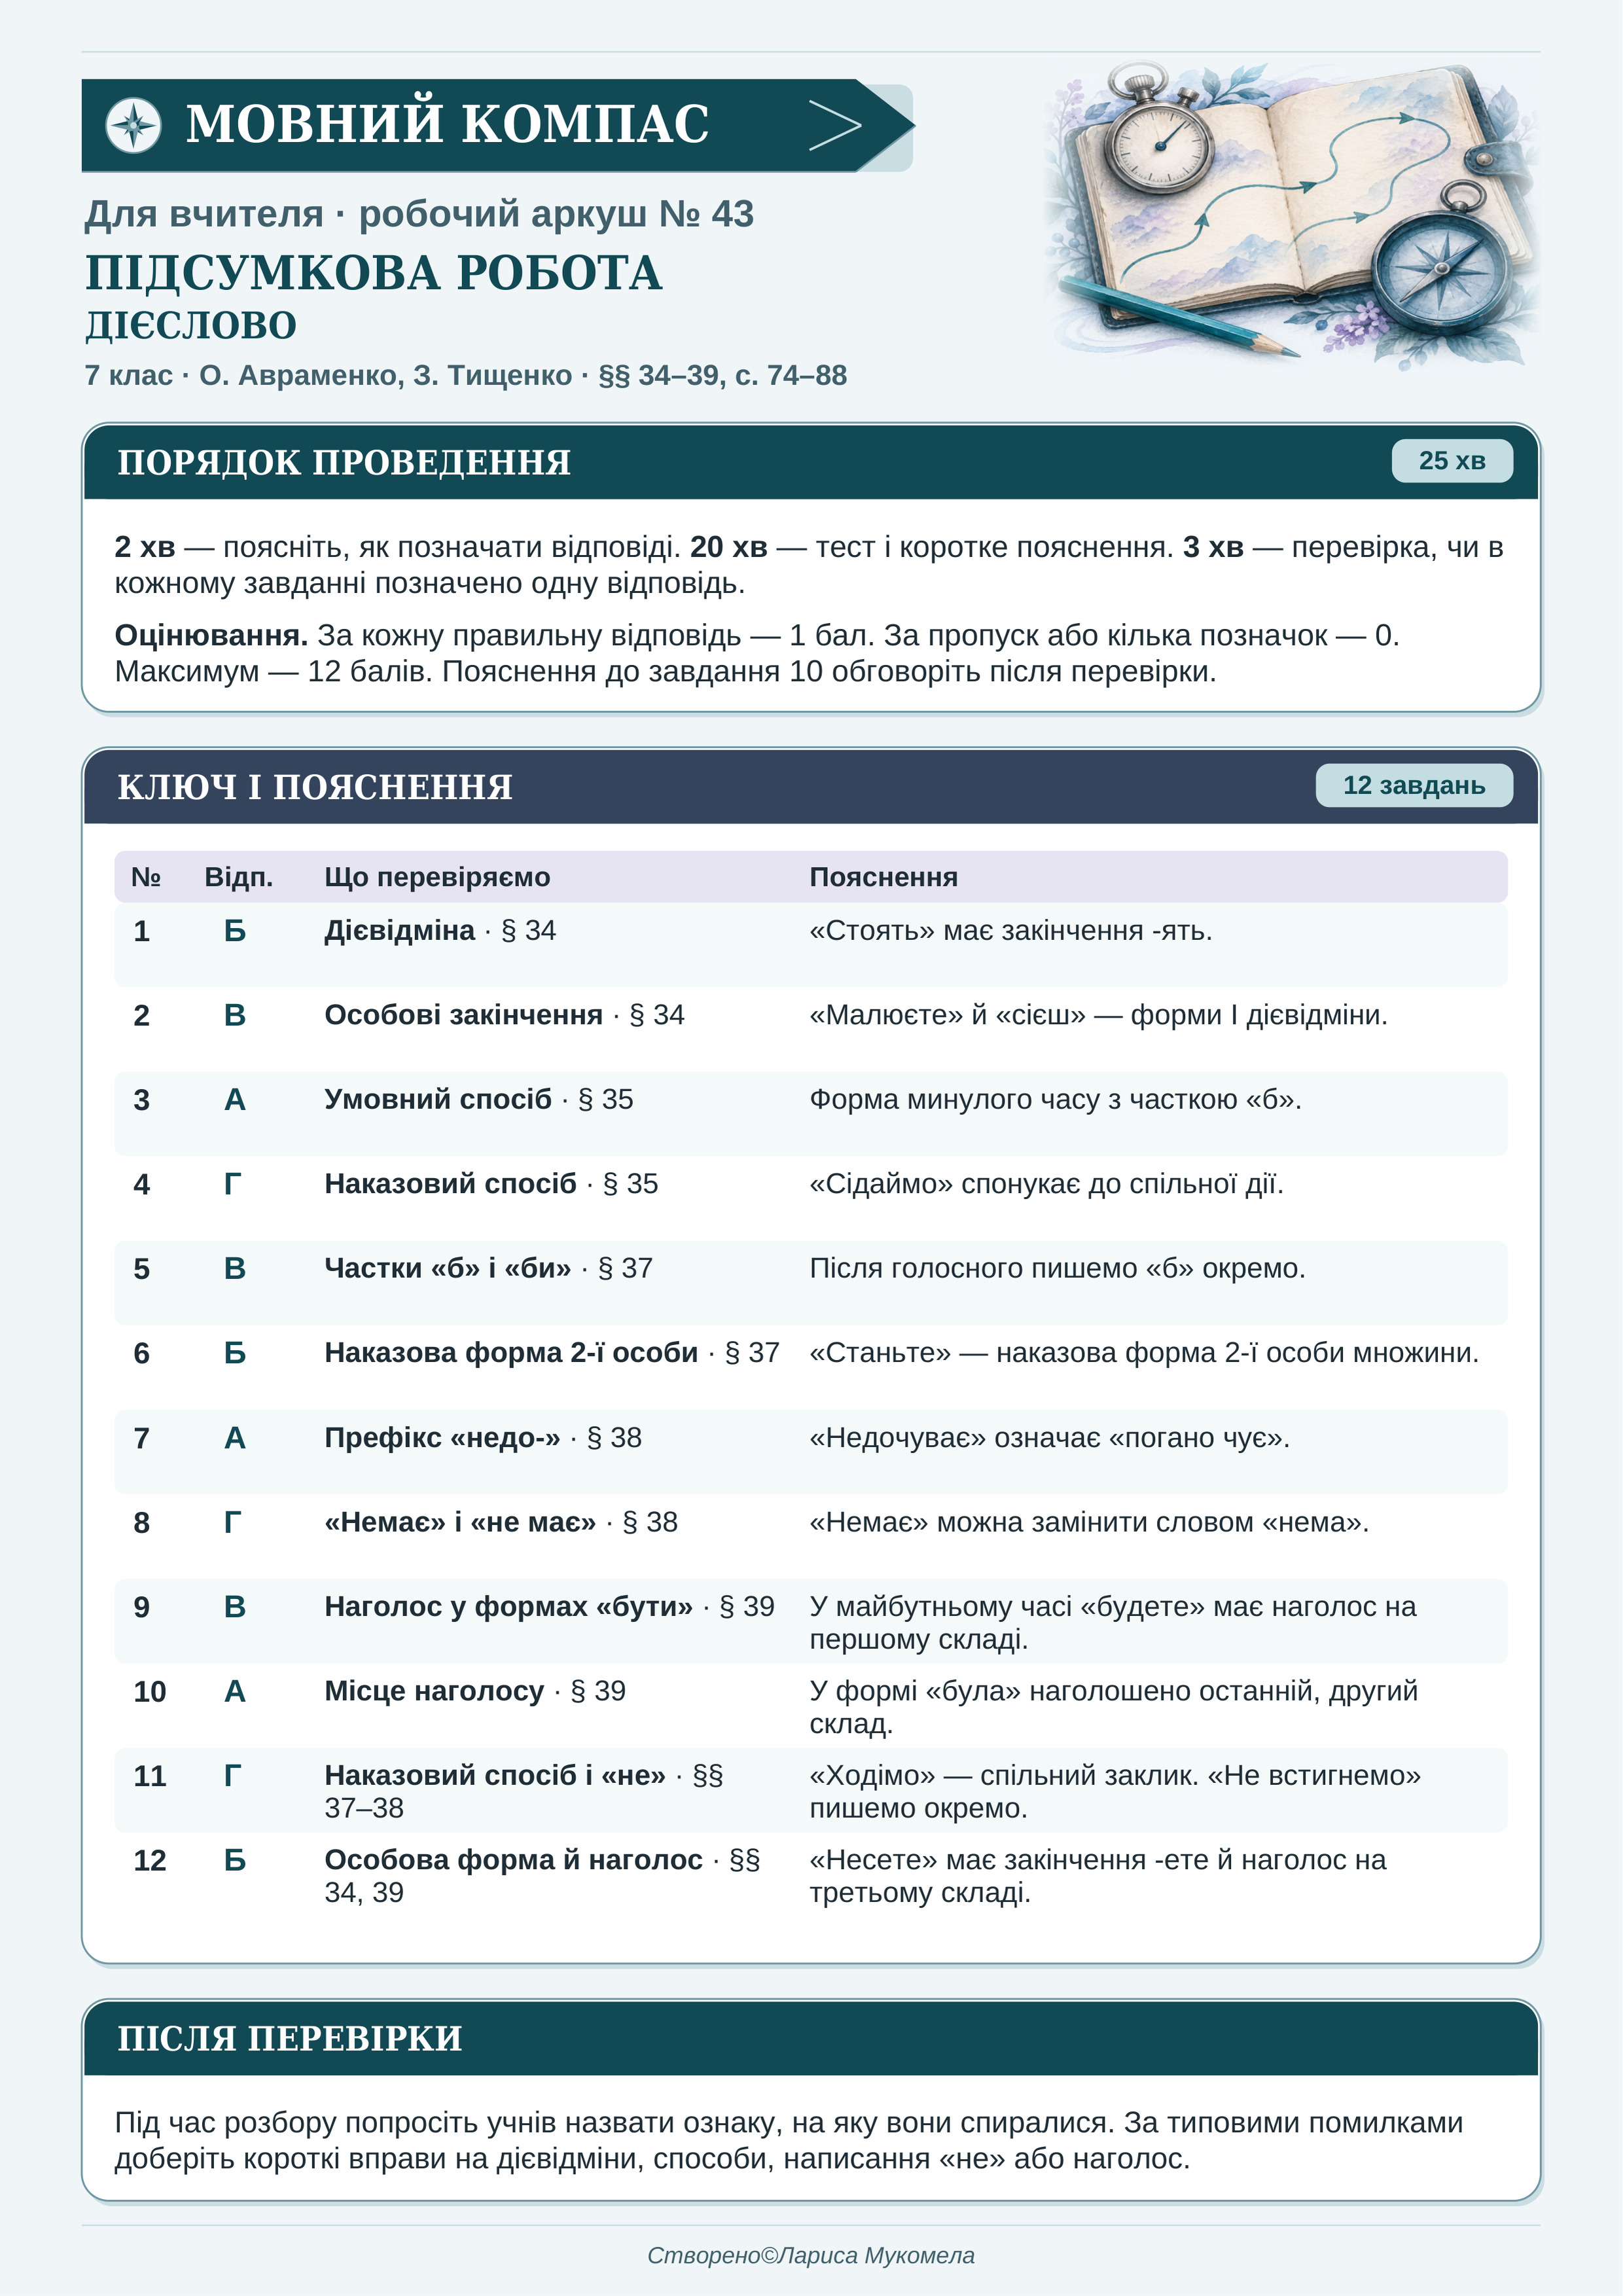 МОВНИЙ КОМПАС
Для вчителя · робочий аркуш № 43
ПІДСУМКОВА РОБОТА
ДІЄСЛОВО
7 клас · О. Авраменко, З. Тищенко · §§ 34–39, с. 74–88
ПОРЯДОК ПРОВЕДЕННЯ
25 хв
2 хв — поясніть, як позначати відповіді. 20 хв — тест і коротке пояснення. 3 хв — перевірка, чи в
кожному завданні позначено одну відповідь.
Оцінювання. За кожну правильну відповідь — 1 бал. За пропуск або кілька позначок — 0.
Максимум — 12 балів. Пояснення до завдання 10 обговоріть після перевірки.
КЛЮЧ І ПОЯСНЕННЯ
12 завдань
№ Відп. Що перевіряємо Пояснення
1 Б Дієвідміна · § 34 «Стоять» має закінчення -ять.
2 В Особові закінчення · § 34 «Малюєте» й «сієш» — форми І дієвідміни.
3 А Умовний спосіб · § 35 Форма минулого часу з часткою «б».
4 Г Наказовий спосіб · § 35 «Сідаймо» спонукає до спільної дії.
5 В Частки «б» і «би» · § 37 Після голосного пишемо «б» окремо.
6 Б Наказова форма 2-ї особи · § 37 «Станьте» — наказова форма 2-ї особи множини.
7 А Префікс «недо-» · § 38 «Недочуває» означає «погано чує».
8 Г «Немає» і «не має» · § 38 «Немає» можна замінити словом «нема».
9 В Наголос у формах «бути» · § 39 У майбутньому часі «будете» має наголос на
першому складі.
10 А Місце наголосу · § 39 У формі «була» наголошено останній, другий
склад.
11 Г Наказовий спосіб і «не» · §§ «Ходімо» — спільний заклик. «Не встигнемо»
37–38 пишемо окремо.
12 Б Особова форма й наголос · §§ «Несете» має закінчення -ете й наголос на
34, 39 третьому складі.
ПІСЛЯ ПЕРЕВІРКИ
Під час розбору попросіть учнів назвати ознаку, на яку вони спиралися. За типовими помилками
доберіть короткі вправи на дієвідміни, способи, написання «не» або наголос.
Створено©Лариса Мукомела